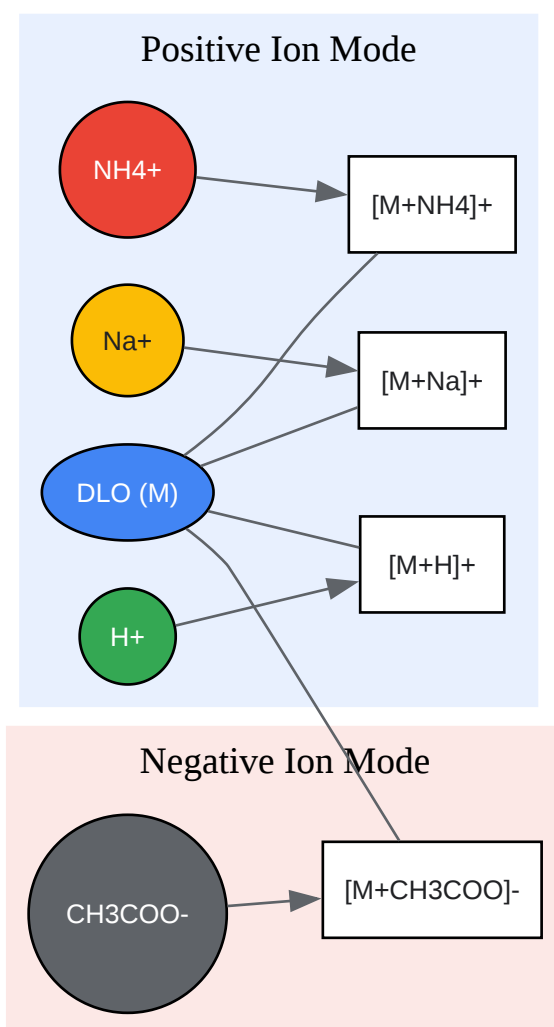 Positive Ion Mode
NH4+
[M+NH4]+
Na+
[M+Na]+
DLO (M)
[M+H]+
H+
Negative Ion Mode
CH3COO-
[M+CH3COO]-